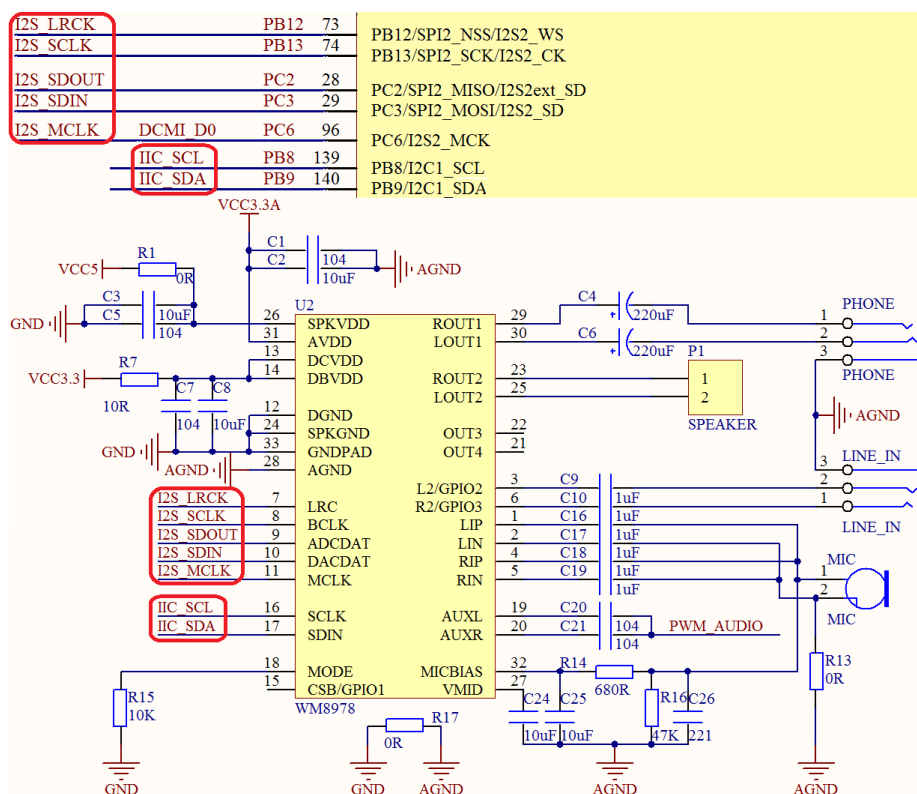 I2S_LRCK PB12 73 PB12/SPI2_NSS/I2S2_WS
I2S_SCLK PB13 74 PB13/SPI2_SCK/I2S2_CK
I2S_SDOUT PC2 28 PC2/SPI2_MISO/I2S2ext_SD
I2S_SDIN PC3 29 PC3/SPI2_MOSI/I2S2_SD
I2S_MCLK DCMI_D0 PC6 96 PC6/I2S2_MCK
IIC_SCL PB8 139 PB8/I2C1_SCL
IIC_SDA PB9 140 PB9/I2C1_SDA
VCC3.3A
C1
R1 C2 104
VCC5 0R 10uF AGND
C3 U2 C4 PHONE
GND C5 10uF 26 SPKVDD ROUT1 29 220uF 1
104 31 AVDD LOUT1 30 C6 2
13 DCVDD 220uF P1 3
R7 14 DBVDD ROUT2 23 1 PHONE
VCC3.3 C7 C8 LOUT2 25 2
10R 104 10uF 12 DGND SPEAKER AGND
24 SPKGND OUT3 22
GND 33 GNDPAD OUT4 21 LINE_IN
AGND 28 AGND 3
L2/GPIO2 3 C9 2
I2S_LRCK 7 LRC R2/GPIO3 6 C10 1uF 1
I2S_SCLK 8 BCLK LIP 1 C16 1uF LINE_IN
I2S_SDOUT 9 ADCDAT LIN 2 C17 1uF
I2S_SDIN 10 DACDAT RIP 4 C18 1uF MIC
I2S_MCLK 11 MCLK RIN 5 C19 1uF 1
1uF 2
IIC_SCL 16 SCLK AUXL 19 C20 MIC
IIC_SDA 17 SDIN AUXR 20 C21 104 PWM_AUDIO
104
18 MODE MICBIAS 32 R14 R13
15 CSB/GPIO1 VMID 27 680R 0R
R15 WM8978 C24 C25 R16 C26
10K R17 10uF 10uF 47K 221
0R
GND GND AGND AGND AGND